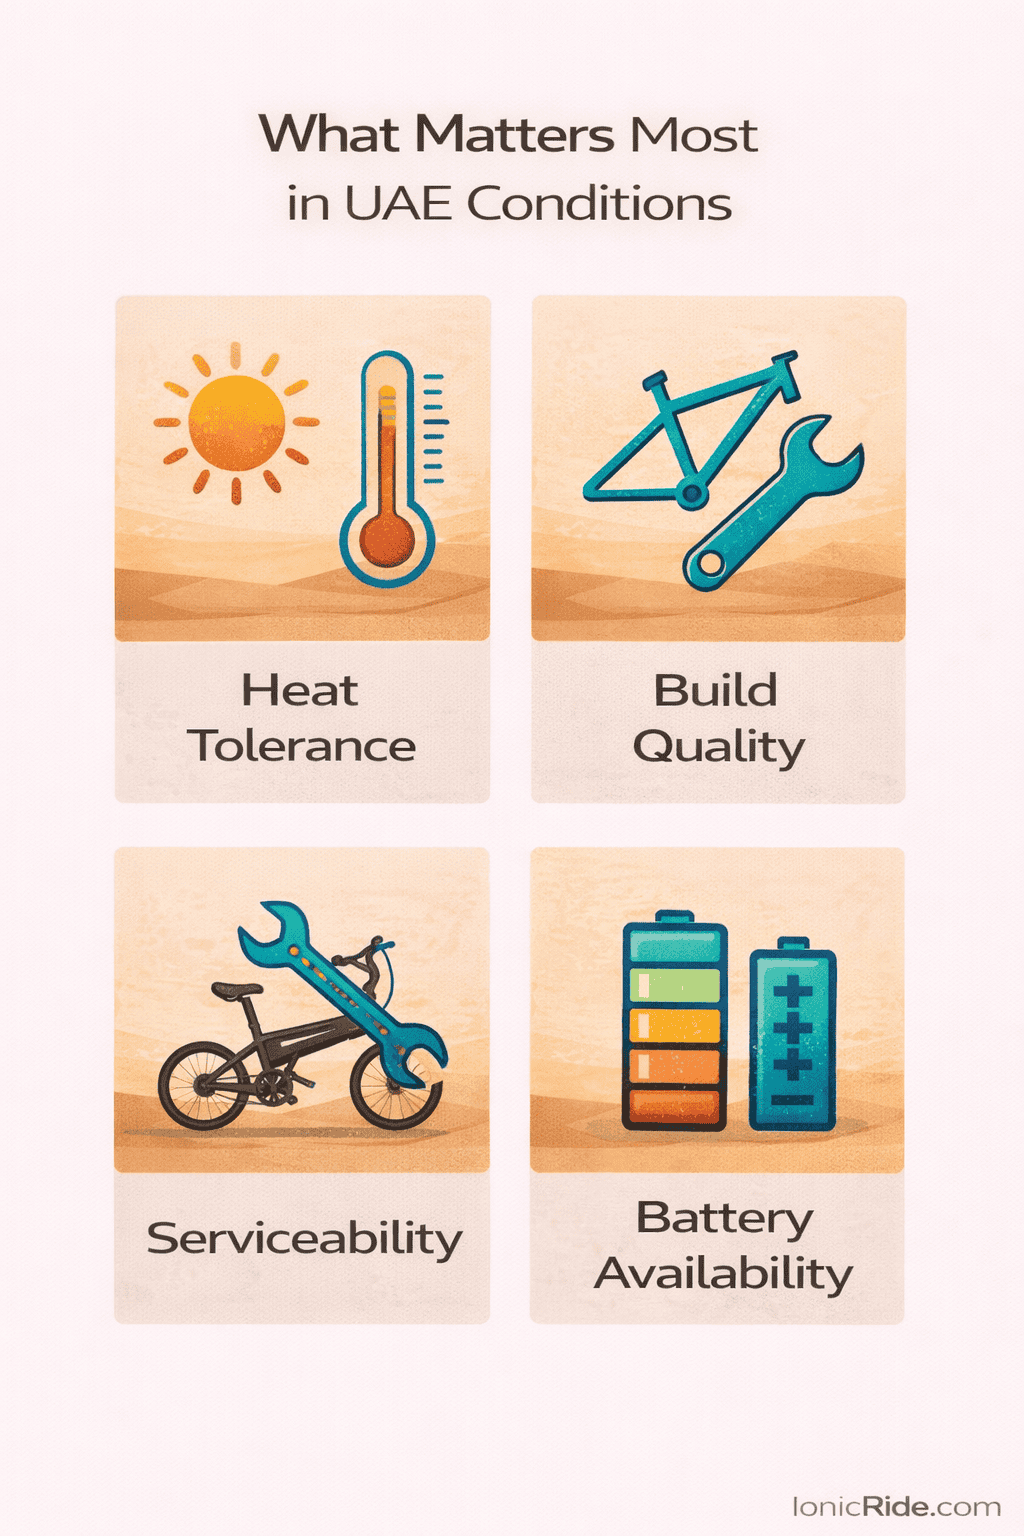 What Matters Most
in UAE Conditions
Heat
Tolerance
Build
Quality
Serviceability
Battery
Availability
IonicRide.com